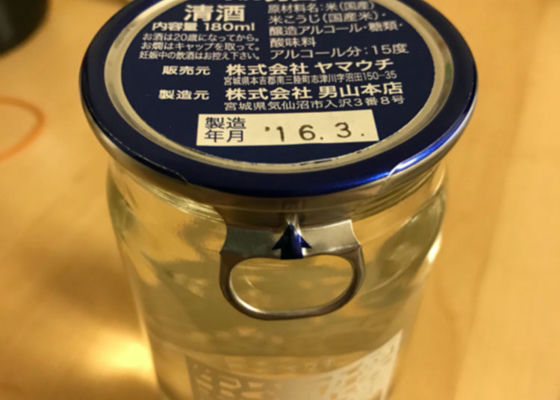 清酒
内容量 180ml
お酒は20歳になってから。
お燗はキャップを取って。
妊娠中の飲酒はお控え下さい。
原材料名:米(国産)
米こうじ(国産米)・
醸造アルコール・糖類・
酸味料
アルコール分:15度
販売元 株式会社 ヤマウチ
宮城県本吉郡南三陸町志津川字沼田150-35
製造元 株式会社 男山本店
宮城県気仙沼市入沢3番8号
製造年月 '16.3.